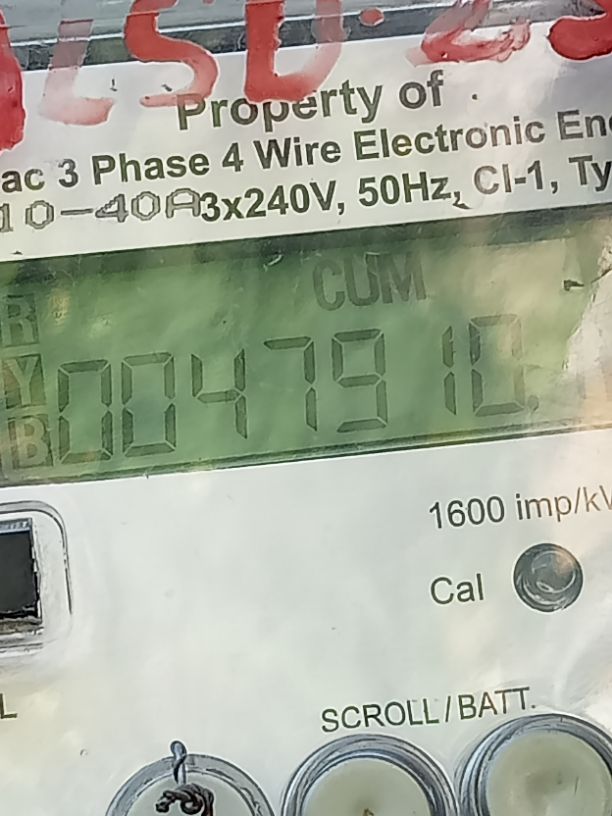 Property of
ac 3 Phase 4 Wire Electronic En
10-40A 3x240V, 50Hz, Cl-1, Ty
CUM
R
Y
B
0047910
1600 imp/k
Cal
L
SCROLL/BATT.